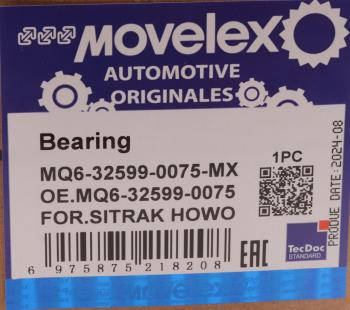 MOVELEX
AUTOMOTIVE
ORIGINALES
Bearing
MQ6-32599-0075-MX
OE.MQ6-32599-0075
FOR.SITRAK HOWO
1PC
PRODUE DATE:2024-08
6 975875 218208
EAC
TecDoc
STANDARD
MOVELEX